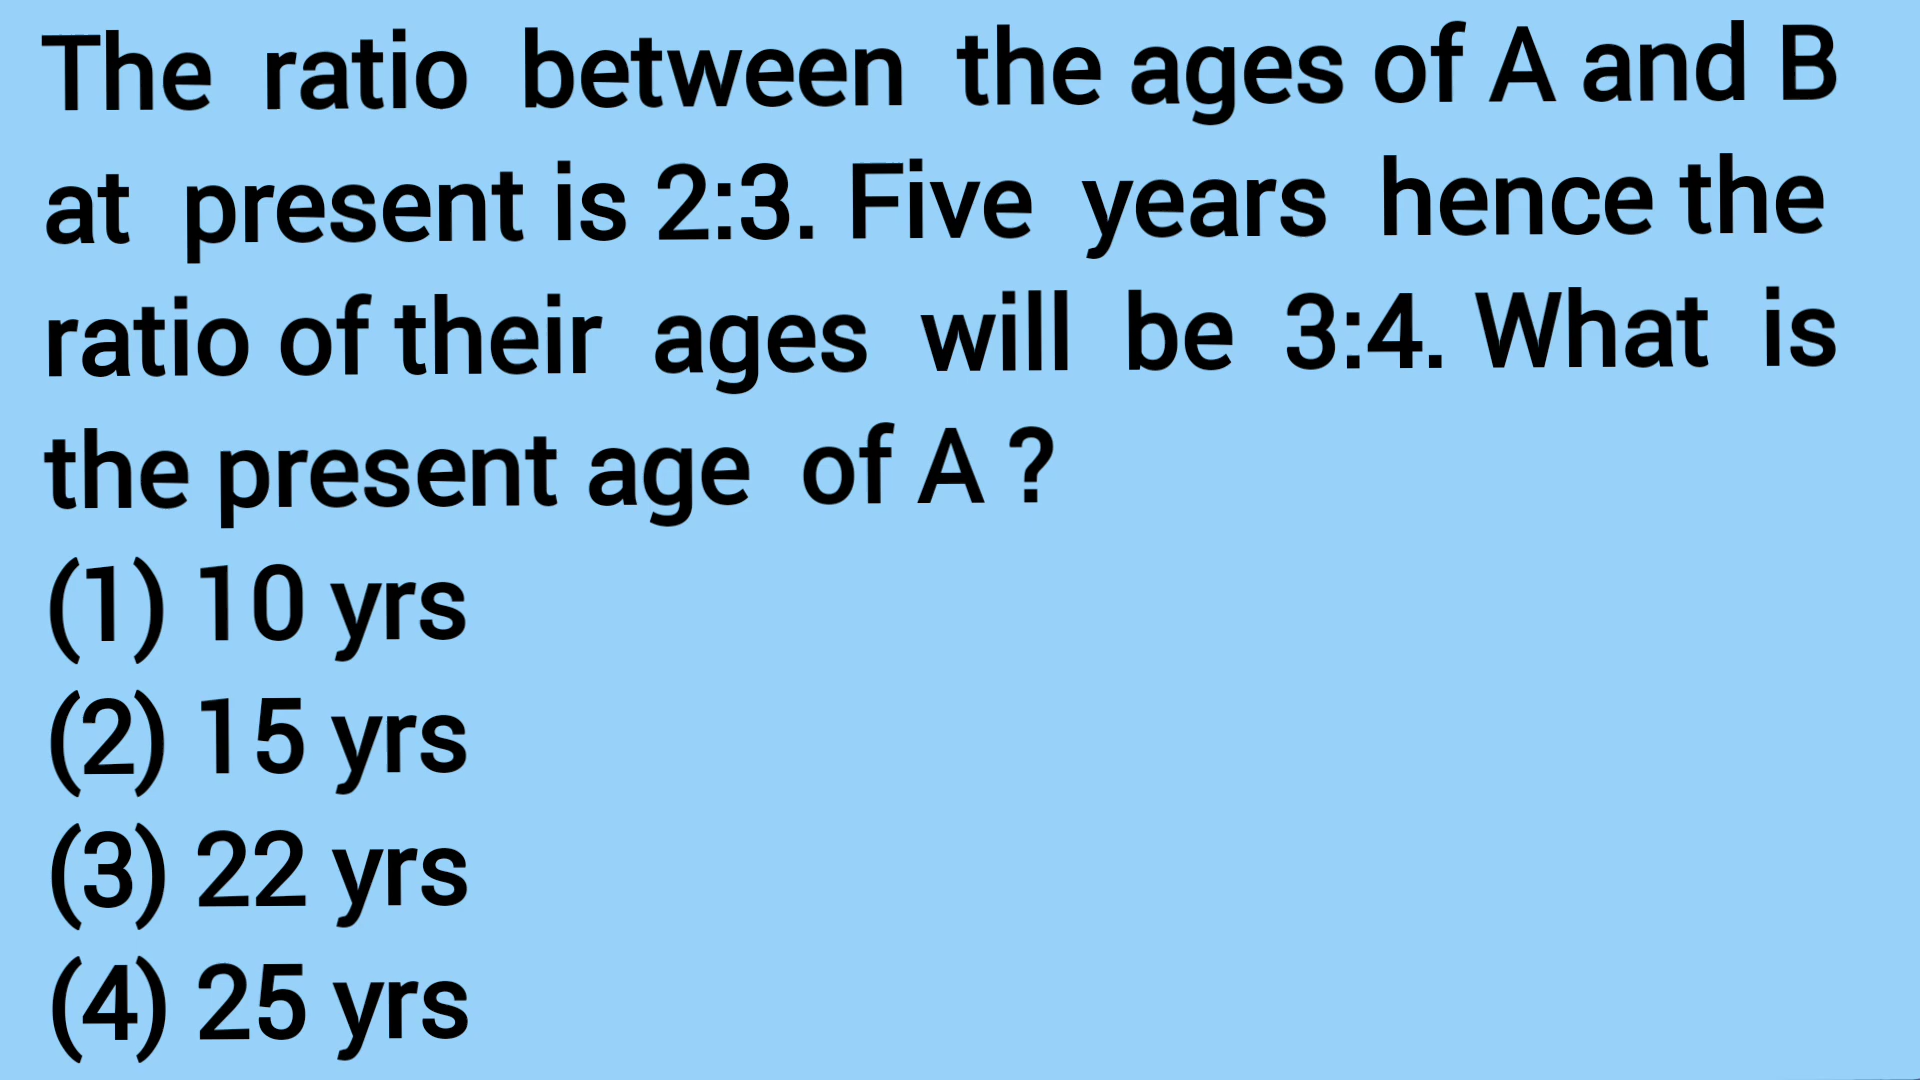 The ratio between the ages of A and B
at present is 2:3. Five years hence the
ratio of their ages will be 3:4. What is
the present age of A ?
(1) 10 yrs
(2) 15 yrs
(3) 22 yrs
(4) 25 yrs